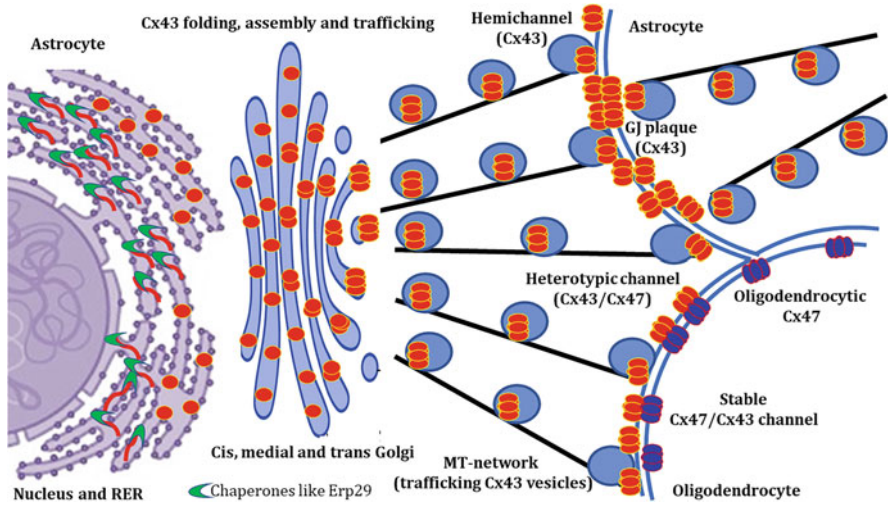 Cx43 folding, assembly and trafficking
Astrocyte
Hemichannel
(Cx43)
Astrocyte
GJ plaque
(Cx43)
Heterotypic channel
(Cx43/Cx47)
Oligodendrocytic
Cx47
Stable
Cx47/Cx43 channel
Cis, medial and trans Golgi
MT-network
(trafficking Cx43 vesicles)
Nucleus and RER
Chaperones like Erp29
Oligodendrocyte